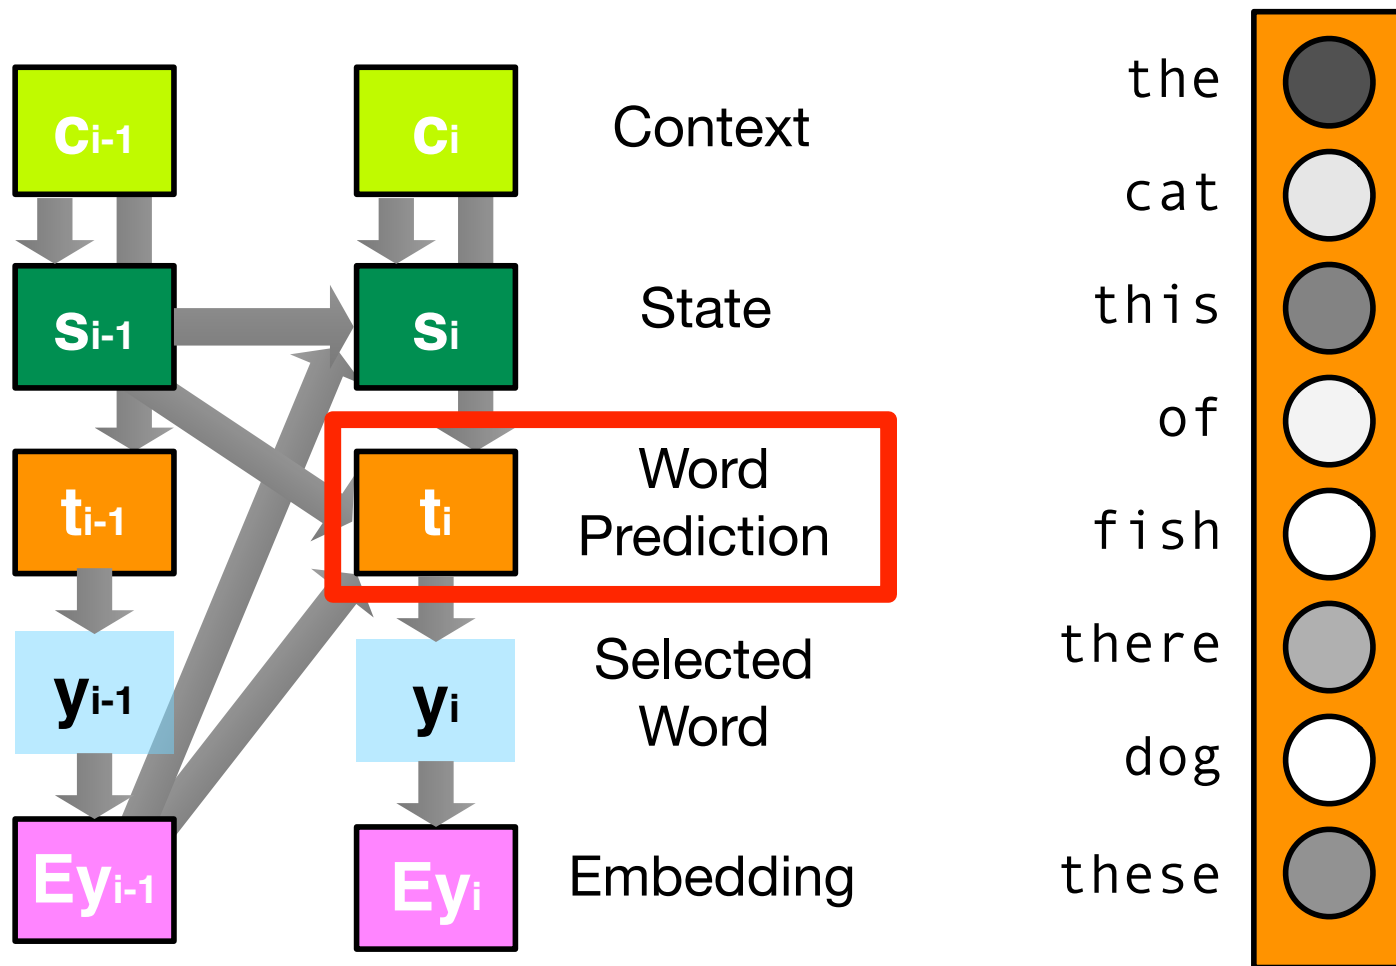 ci-1
ci
Context
si-1
si
State
ti-1
ti
Word
Prediction
yi-1
yi
Selected
Word
Eyi-1
Eyi
Embedding
the
cat
this
of
fish
there
dog
these